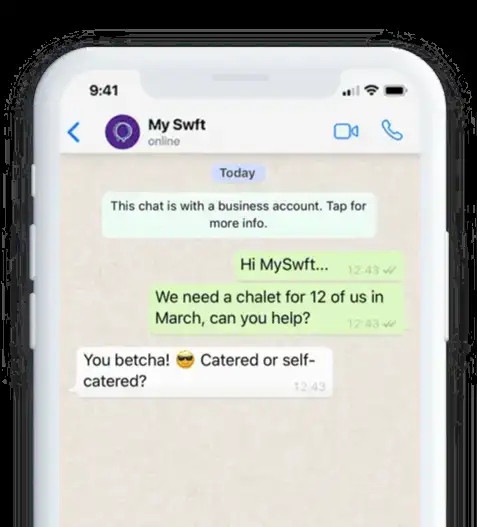 9:41
My Swft
online
Today
This chat is with a business account. Tap for
more info.
Hi MySwft...
12.43
We need a chalet for 12 of us in
March, can you help?
12:43
You betcha! 😎 Catered or self-
catered?
12.43